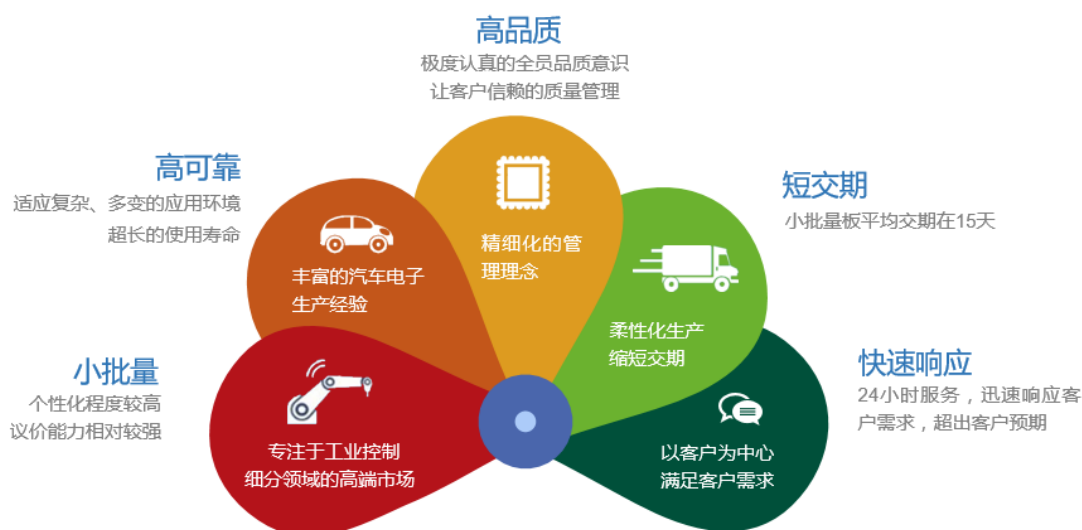 高品质
极度认真的全员品质意识
让客户信赖的质量管理
高可靠
适应复杂、多变的应用环境
超长的使用寿命
短交期
小批量板平均交期在15天
精细化的管
理理念
丰富的汽车电子
生产经验
柔性化生产
缩短交期
小批量
个性化程度较高
议价能力相对较强
快速响应
24小时服务，迅速响应客
户需求，超出客户预期
专注于工业控制
细分领域的高端市场
以客户为中心
满足客户需求